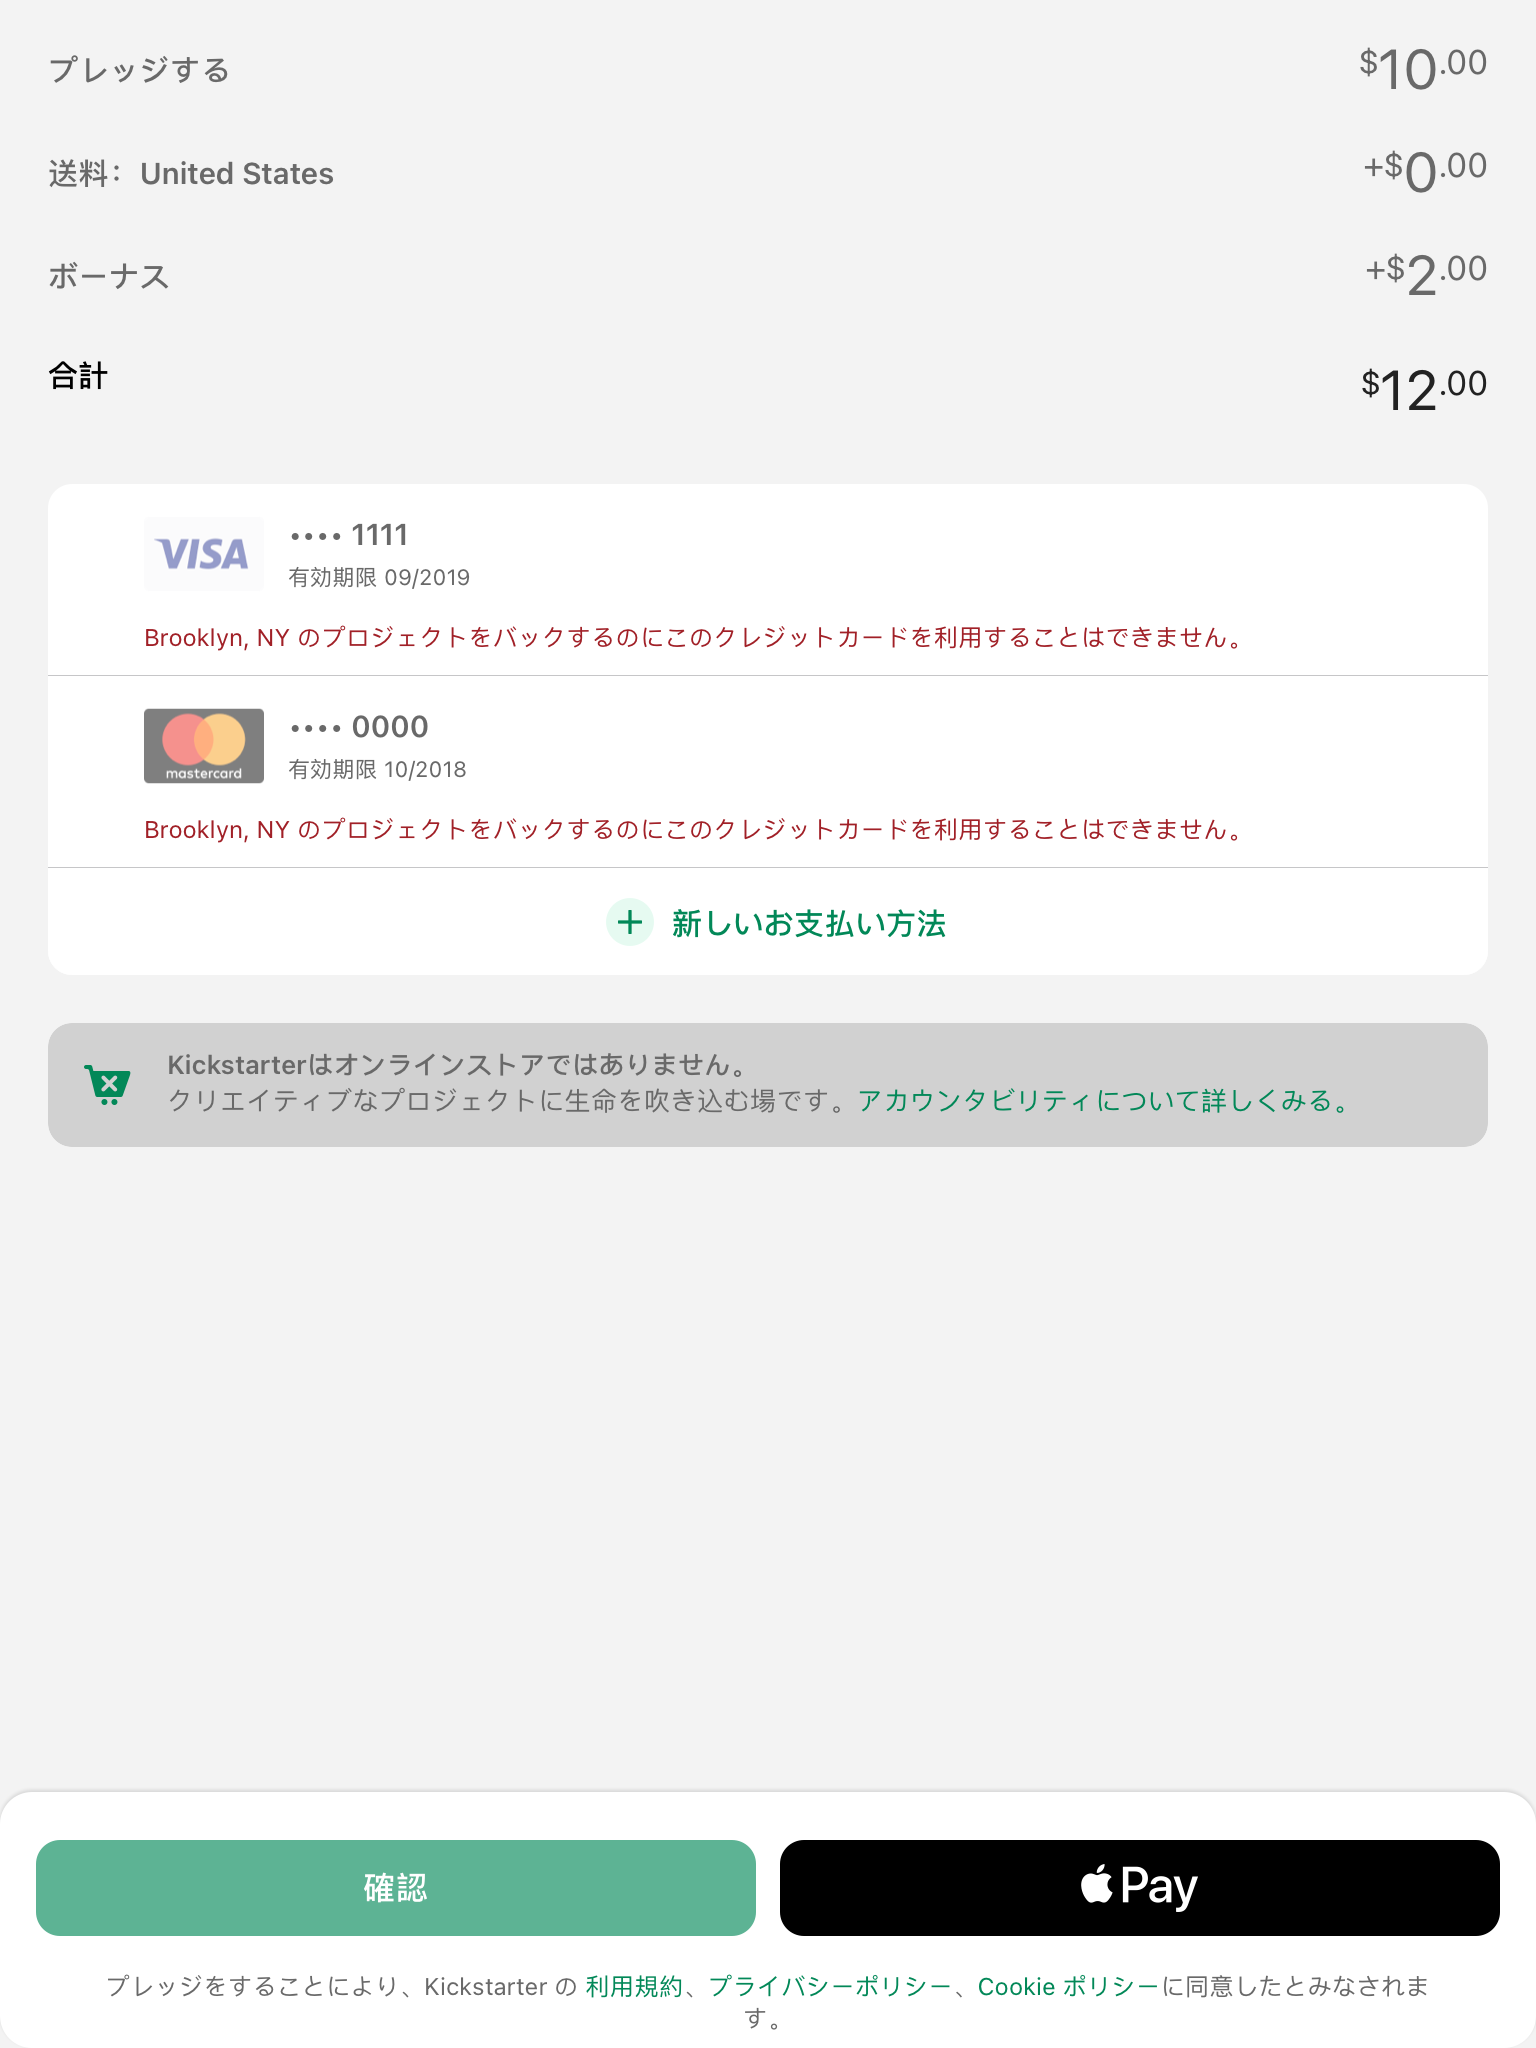 プレッジする
$10.00
送料： United States
+$0.00
ボーナス
+$2.00
合計
$12.00
VISA
•••• 1111
有効期限 09/2019
Brooklyn, NY のプロジェクトをバックするのにこのクレジットカードを利用することはできません。
mastercard
•••• 0000
有効期限 10/2018
Brooklyn, NY のプロジェクトをバックするのにこのクレジットカードを利用することはできません。
新しいお支払い方法
Kickstarterはオンラインストアではありません。
クリエイティブなプロジェクトに生命を吹き込む場です。アカウンタビリティについて詳しくみる。
確認
Pay
プレッジをすることにより、Kickstarter の 利用規約、プライバシーポリシー、Cookie ポリシーに同意したとみなされま
す。